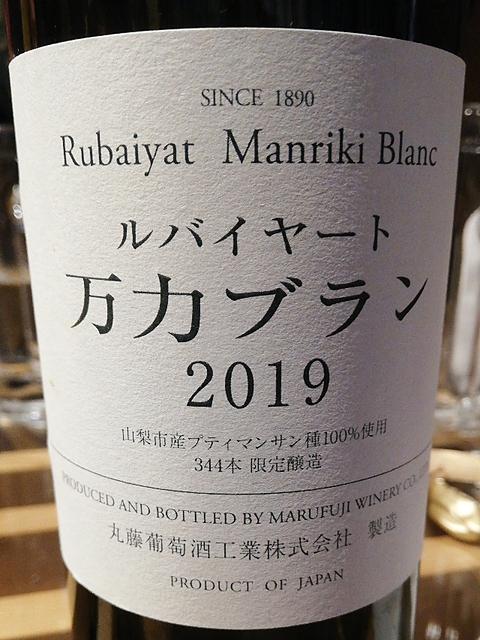 SINCE 1890
Rubaiyat Manriki Blanc
ルバイヤート
万力ブラン
2019
山梨市産プティマンサン種100%使用
344本 限定醸造
PRODUCED AND BOTTLED BY MARUFUJI WINERY CO.,
丸藤葡萄酒工業株式会社 製造
PRODUCT OF JAPAN